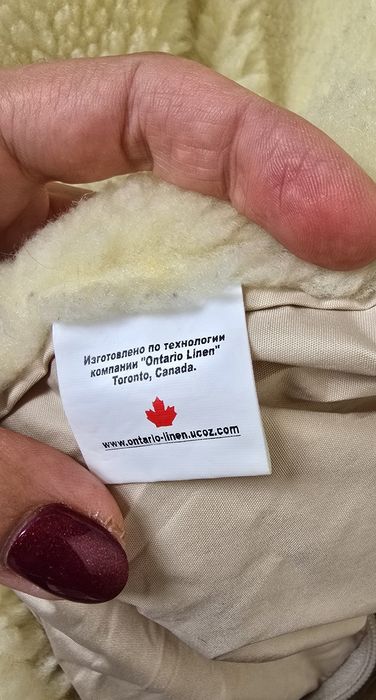 Изготовлено по технологии
компании "Ontario Linen"
Toronto, Canada.
www.ontario-linen.ucoz.com